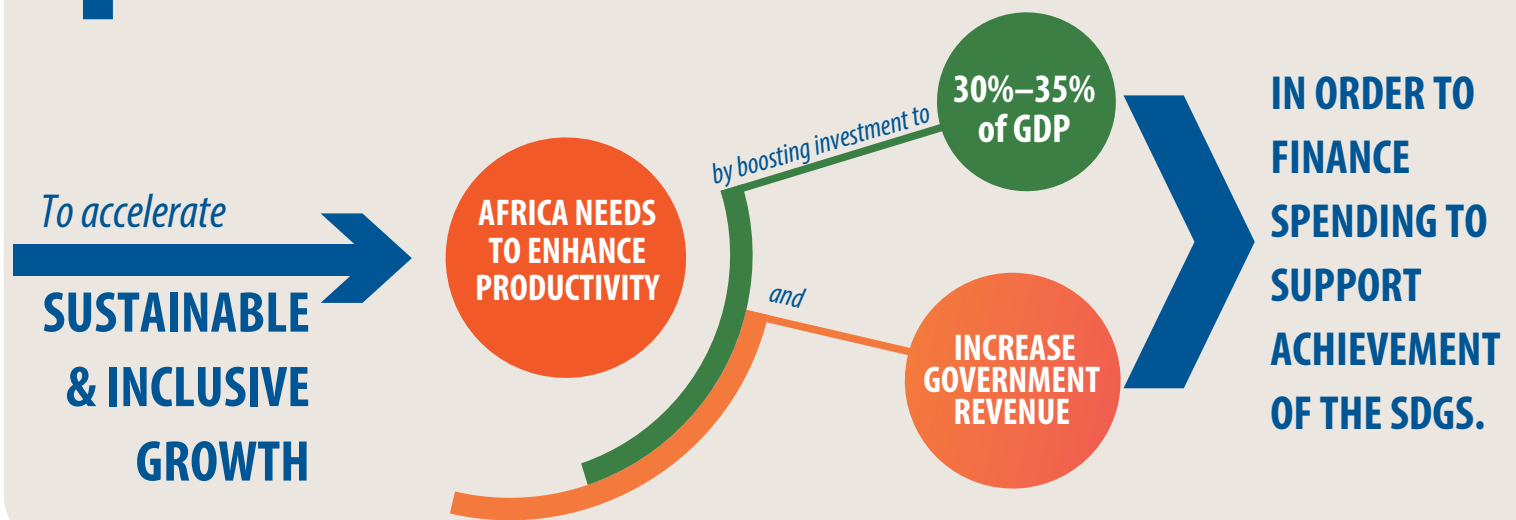 To accelerate
SUSTAINABLE
& INCLUSIVE
GROWTH
AFRICA NEEDS
TO ENHANCE
PRODUCTIVITY
by boosting investment to
30%–35%
of GDP
and
INCREASE
GOVERNMENT
REVENUE
IN ORDER TO
FINANCE
SPENDING TO
SUPPORT
ACHIEVEMENT
OF THE SDGS.